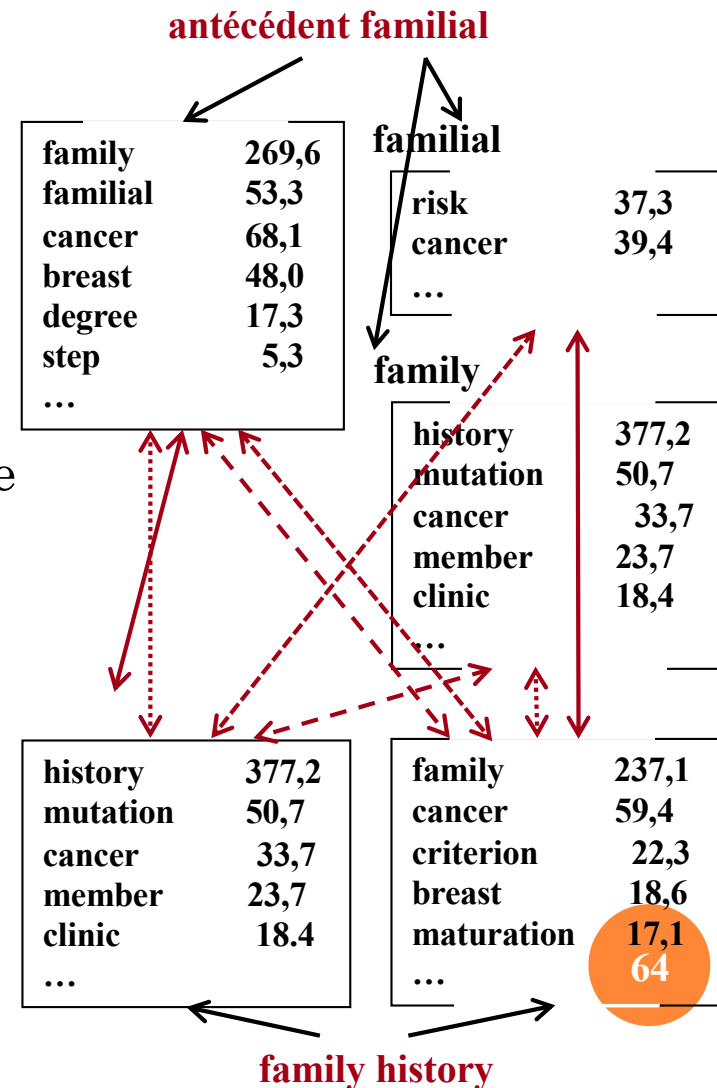 antécédent familial
family 269,6
familial 53,3
cancer 68,1
breast 48,0
degree 17,3
step 5,3
…
familial
risk 37,3
cancer 39,4
…
family
history 377,2
mutation 50,7
cancer 33,7
member 23,7
clinic 18,4
…
e
history 377,2
mutation 50,7
cancer 33,7
member 23,7
clinic 18.4
…
family 237,1
cancer 59,4
criterion 22,3
breast 18,6
maturation 17,1
…
64
family history